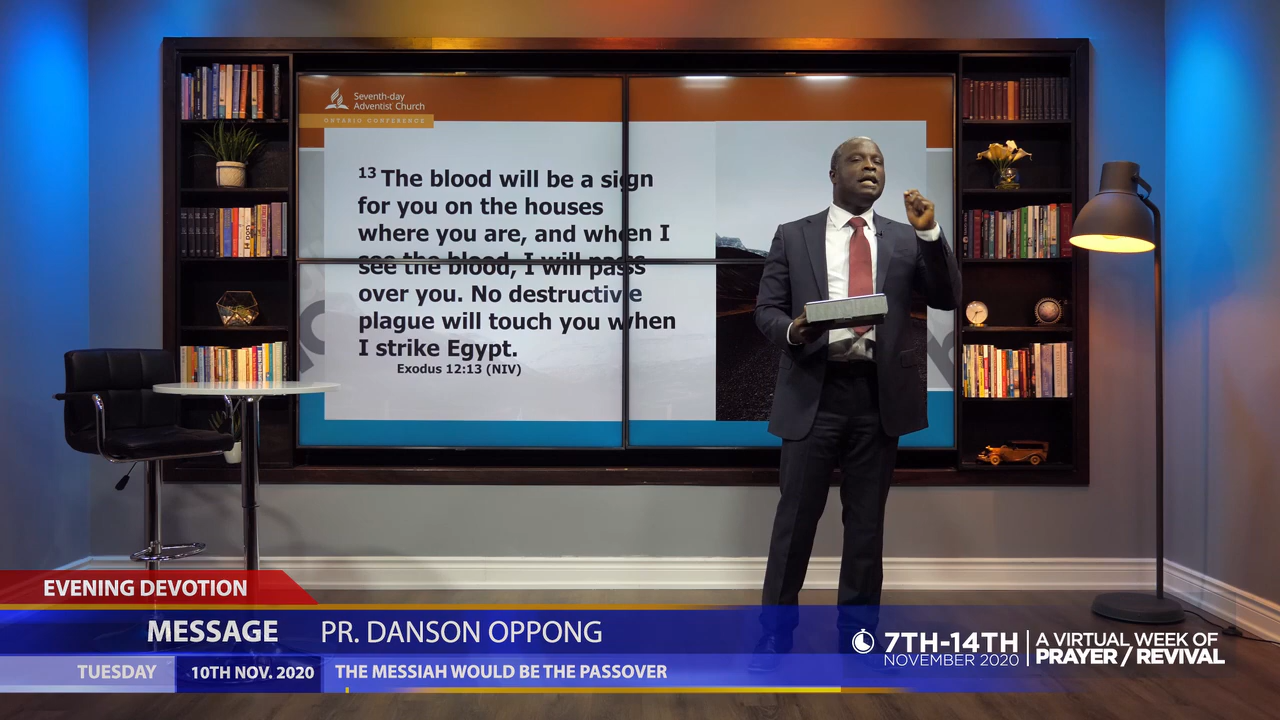 Seventh-day
Adventist Church
ONTARIO CONFERENCE
13 The blood will be a sign
for you on the houses
where you are, and when I
see the blood, I will pass
over you. No destructive
plague will touch you when
I strike Egypt.
Exodus 12:13 (NIV)
EVENING DEVOTION
MESSAGE PR. DANSON OPPONG
TUESDAY 10TH NOV. 2020 THE MESSIAH WOULD BE THE PASSOVER
7TH-14TH
NOVEMBER 2020
A VIRTUAL WEEK OF
PRAYER / REVIVAL